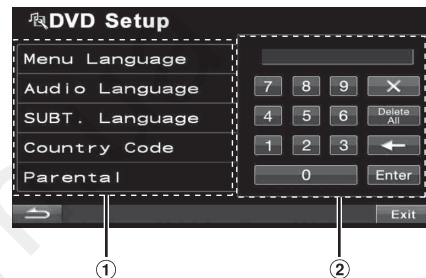 DVD Setup
Menu Language
Audio Language
SUBT. Language
Country Code
Parental
7 8 9 ×
4 5 6 Delete All
1 2 3 ←
0 Enter
Exit
① ②